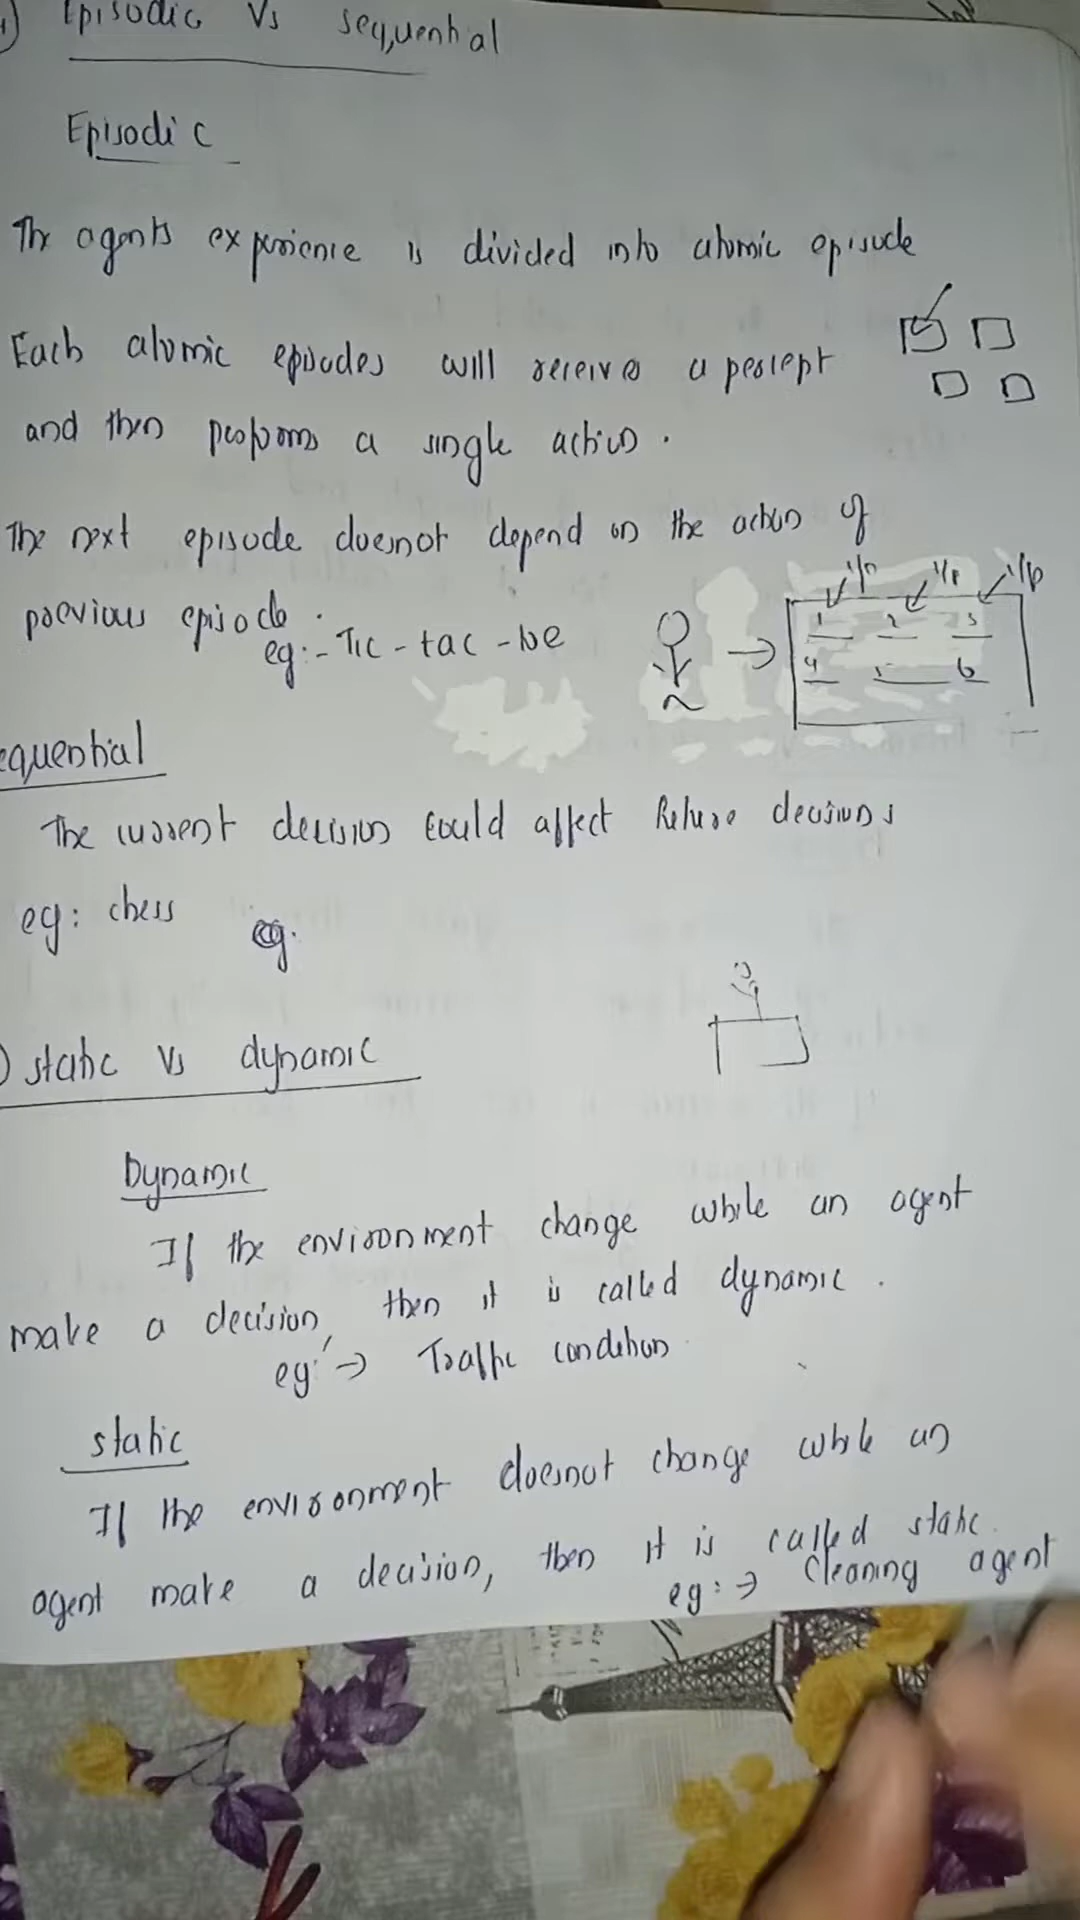 Episodic Vs sequential
Episodic
The agents experience is divided into atomic episode
Each atomic episodes will receives a percept
and then performs a single action.
The next episode doesnot depend on the action of
previous episode.
i/p i/p i/p
1 2 3
4 5 6
eg:- Tic-tac-toe
equential
The current decision could affect future decisions
eg: chess
eg.
) static Vs dynamic
Dynamic
If the environment change while an agent
make a decision, then it is called dynamic.
eg:-> Traffic condition
static
If the environment doesnot change while an
agent make a decision, then it is called static.
eg:-> Cleaning agent